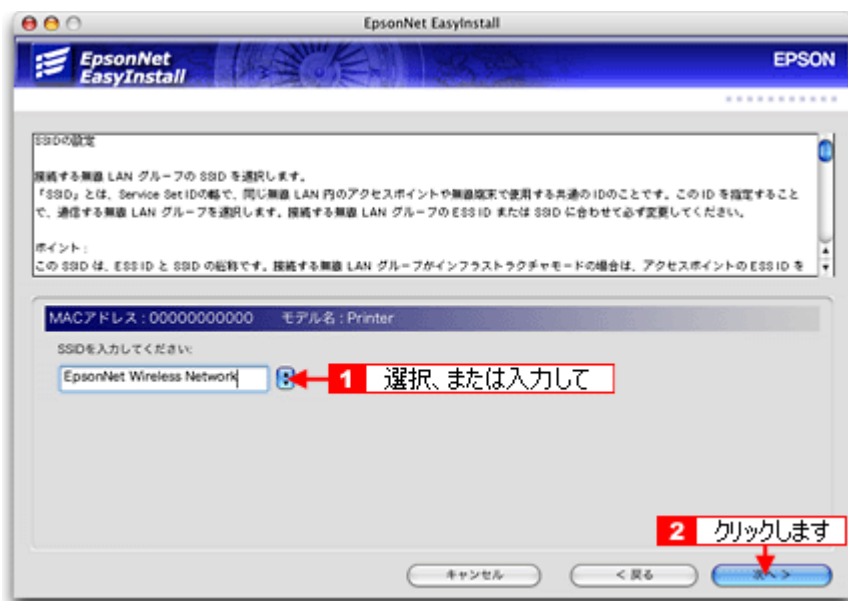 EpsonNet EasyInstall
EpsonNet
EasyInstall
EPSON
SSIDの設定
接続する無線 LAN グループの SSID を選択します。
「SSID」とは、Service Set IDの略で、同じ無線 LAN 内のアクセスポイントや無線端末で使用する共通の IDのことです。この ID を指定すること
で、通信する無線 LAN グループを選択します。接続する無線 LAN グループの ESS ID または SSID に合わせて必ず変更してください。
ポイント：
この SSID は、ESS ID と SSID の総称です。接続する無線 LAN グループがインフラストラクチャモードの場合は、アクセスポイントの ESS ID を
MACアドレス : 00000000000 モデル名 : Printer
SSIDを入力してください:
EpsonNet Wireless Network
1 選択、または入力して
2 クリックします
キャンセル
< 戻る
次へ >